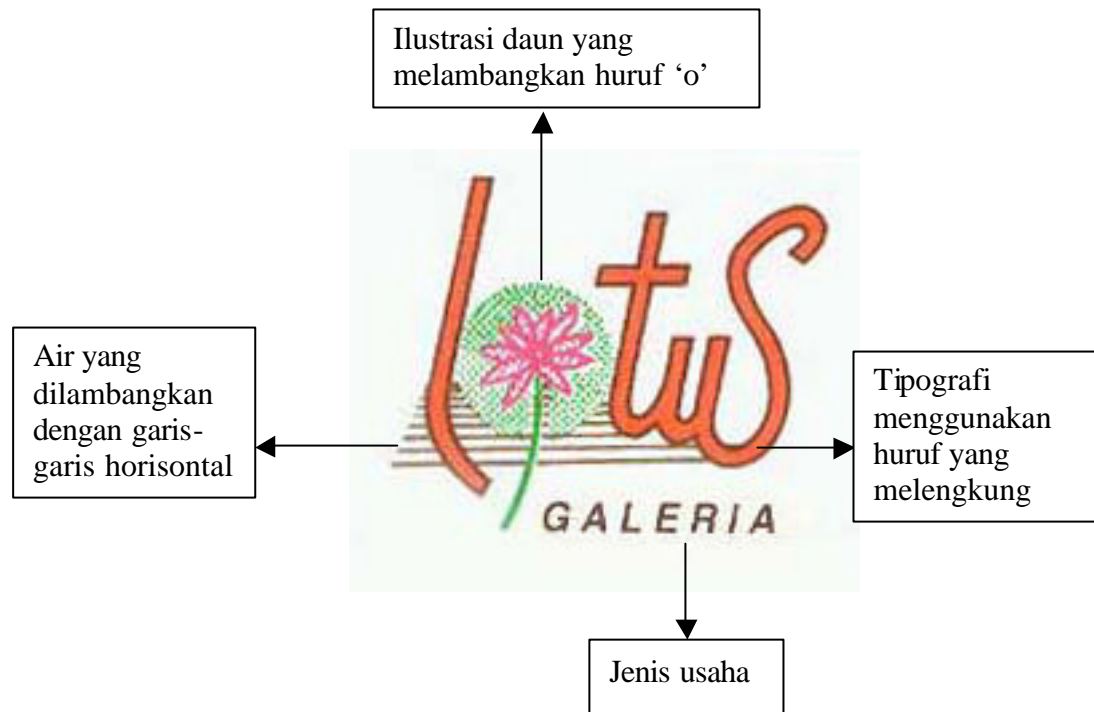 Ilustrasi daun yang
melambangkan huruf ‘o’
Lotus
GALERIA
Air yang
dilambangkan
dengan garis-
garis horisontal
Tipografi
menggunakan
huruf yang
melengkung
Jenis usaha